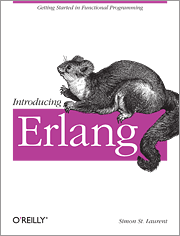 Getting Started in Functional Programming
Introducing
Erlang
O'REILLY®
Simon St. Laurent